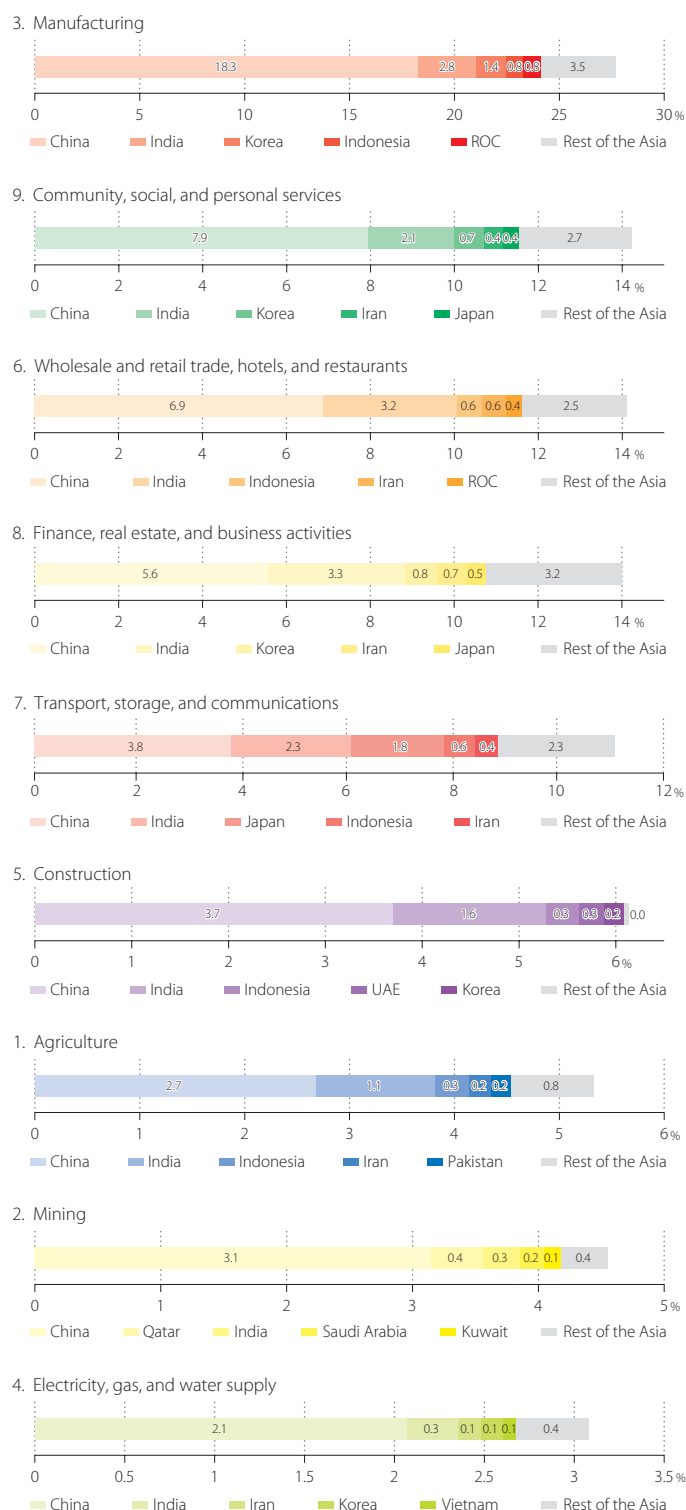 3. Manufacturing
18.3 2.8 1.4 0.8 0.8 3.5
0 5 10 15 20 25 30 %
China India Korea Indonesia ROC Rest of the Asia
9. Community, social, and personal services
7.9 2.1 0.7 0.4 0.4 2.7
0 2 4 6 8 10 12 14 %
China India Korea Iran Japan Rest of the Asia
6. Wholesale and retail trade, hotels, and restaurants
6.9 3.2 0.6 0.6 0.4 2.5
0 2 4 6 8 10 12 14 %
China India Indonesia Iran ROC Rest of the Asia
8. Finance, real estate, and business activities
5.6 3.3 0.8 0.7 0.5 3.2
0 2 4 6 8 10 12 14 %
China India Korea Iran Japan Rest of the Asia
7. Transport, storage, and communications
3.8 2.3 1.8 0.6 0.4 2.3
0 2 4 6 8 10 12 %
China India Japan Indonesia Iran Rest of the Asia
5. Construction
3.7 1.6 0.3 0.3 0.2 0.0
0 1 2 3 4 5 6 %
China India Indonesia UAE Korea Rest of the Asia
1. Agriculture
2.7 1.1 0.3 0.2 0.2 0.8
0 1 2 3 4 5 6 %
China India Indonesia Iran Pakistan Rest of the Asia
2. Mining
3.1 0.4 0.3 0.2 0.1 0.4
0 1 2 3 4 5 %
China Qatar India Saudi Arabia Kuwait Rest of the Asia
4. Electricity, gas, and water supply
2.1 0.3 0.1 0.1 0.1 0.4
0 0.5 1 1.5 2 2.5 3 3.5 %
China India Iran Korea Vietnam Rest of the Asia